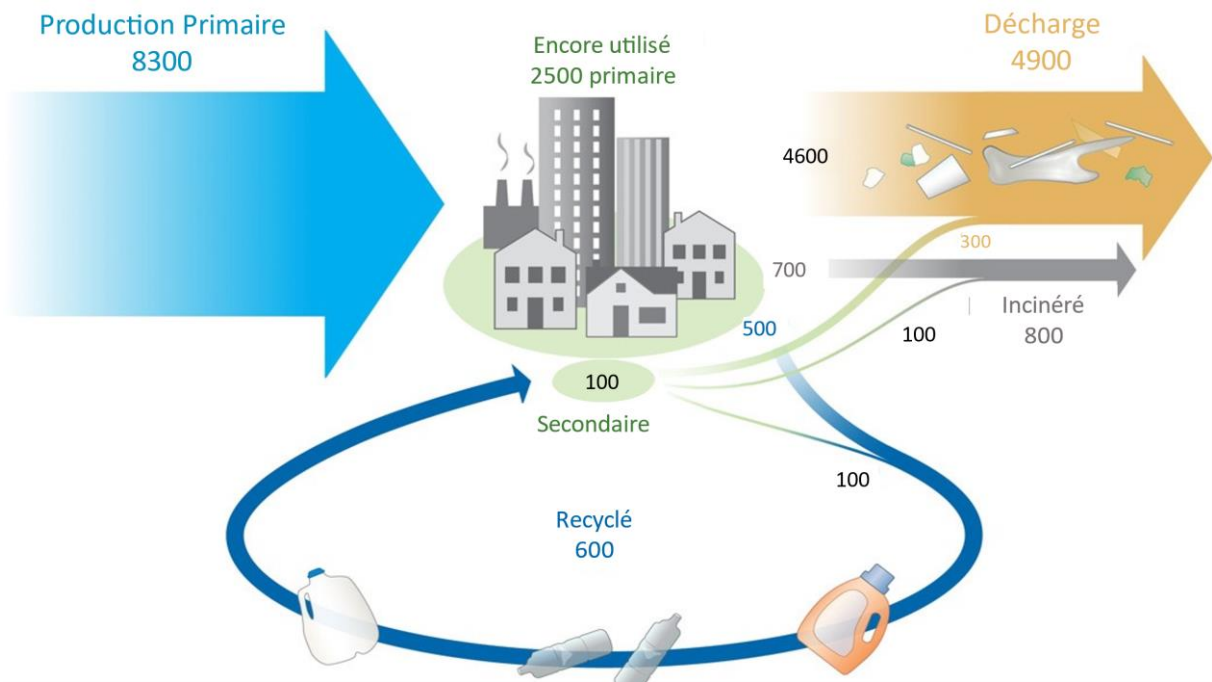 Production Primaire
8300
Encore utilisé
2500 primaire
Décharge
4900
4600
300
700
Incinéré
800
500
100
100
Secondaire
100
Recyclé
600